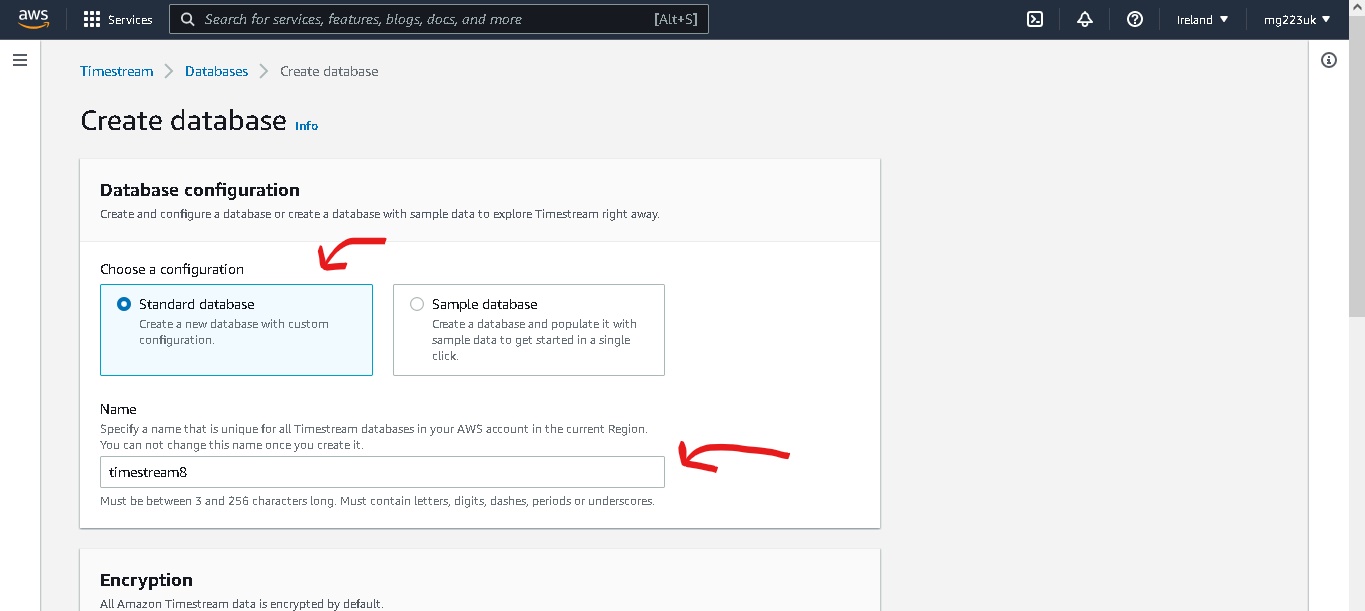 aws
Services
Search for services, features, blogs, docs, and more
[Alt+S]
Ireland ▼
mg223uk ▼
Timestream > Databases > Create database
Create database Info
Database configuration
Create and configure a database or create a database with sample data to explore Timestream right away.
Choose a configuration
Standard database
Create a new database with custom
configuration.
Sample database
Create a database and populate it with
sample data to get started in a single
click.
Name
Specify a name that is unique for all Timestream databases in your AWS account in the current Region.
You can not change this name once you create it.
timestream8
Must be between 3 and 256 characters long. Must contain letters, digits, dashes, periods or underscores.
Encryption
All Amazon Timestream data is encrypted by default.